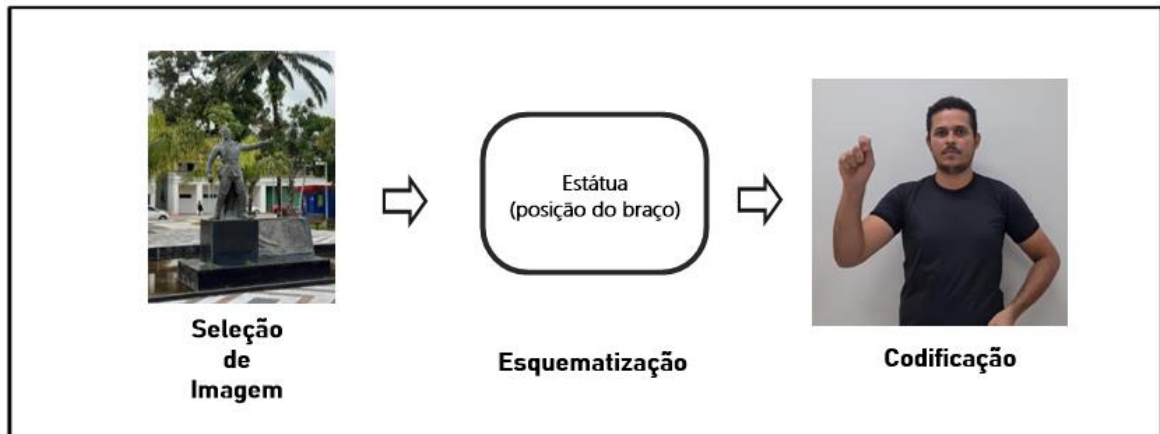 Seleção
de
Imagem
Estátua
(posição do braço)
Esquematização
Codificação